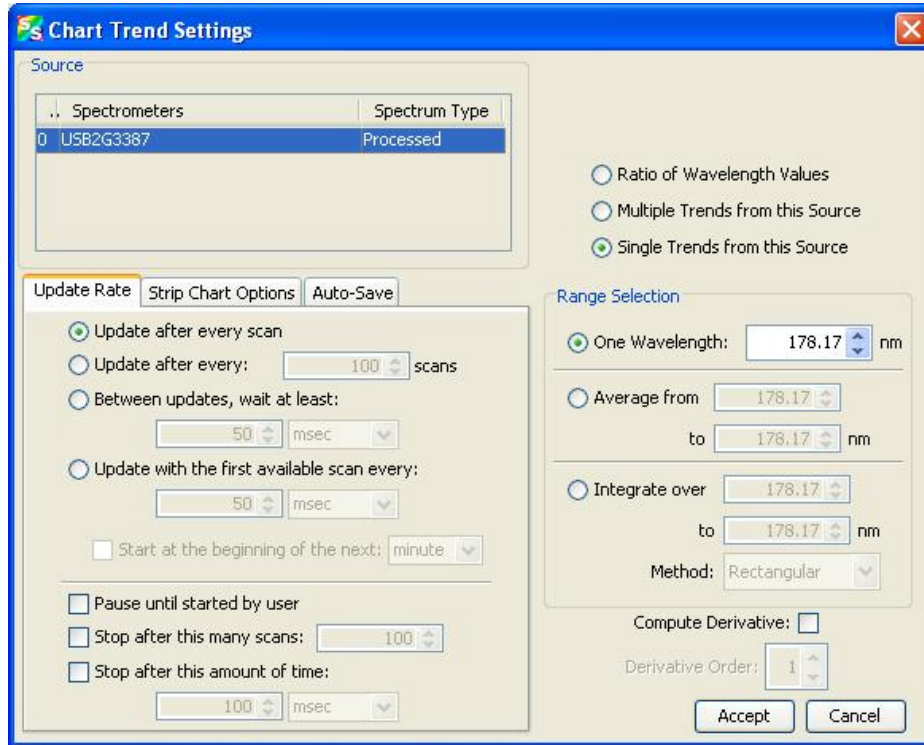 Chart Trend Settings
Source
.. Spectrometers Spectrum Type
0 USB2G3387 Processed
Ratio of Wavelength Values
Multiple Trends from this Source
Single Trends from this Source
Update Rate Strip Chart Options Auto-Save
Update after every scan
Update after every: 100 scans
Between updates, wait at least:
50 msec
Update with the first available scan every:
50 msec
Start at the beginning of the next: minute
Pause until started by user
Stop after this many scans: 100
Stop after this amount of time:
100 msec
Range Selection
One Wavelength: 178.17 nm
Average from 178.17
to 178.17 nm
Integrate over 178.17
to 178.17 nm
Method: Rectangular
Compute Derivative:
Derivative Order: 1
Accept Cancel